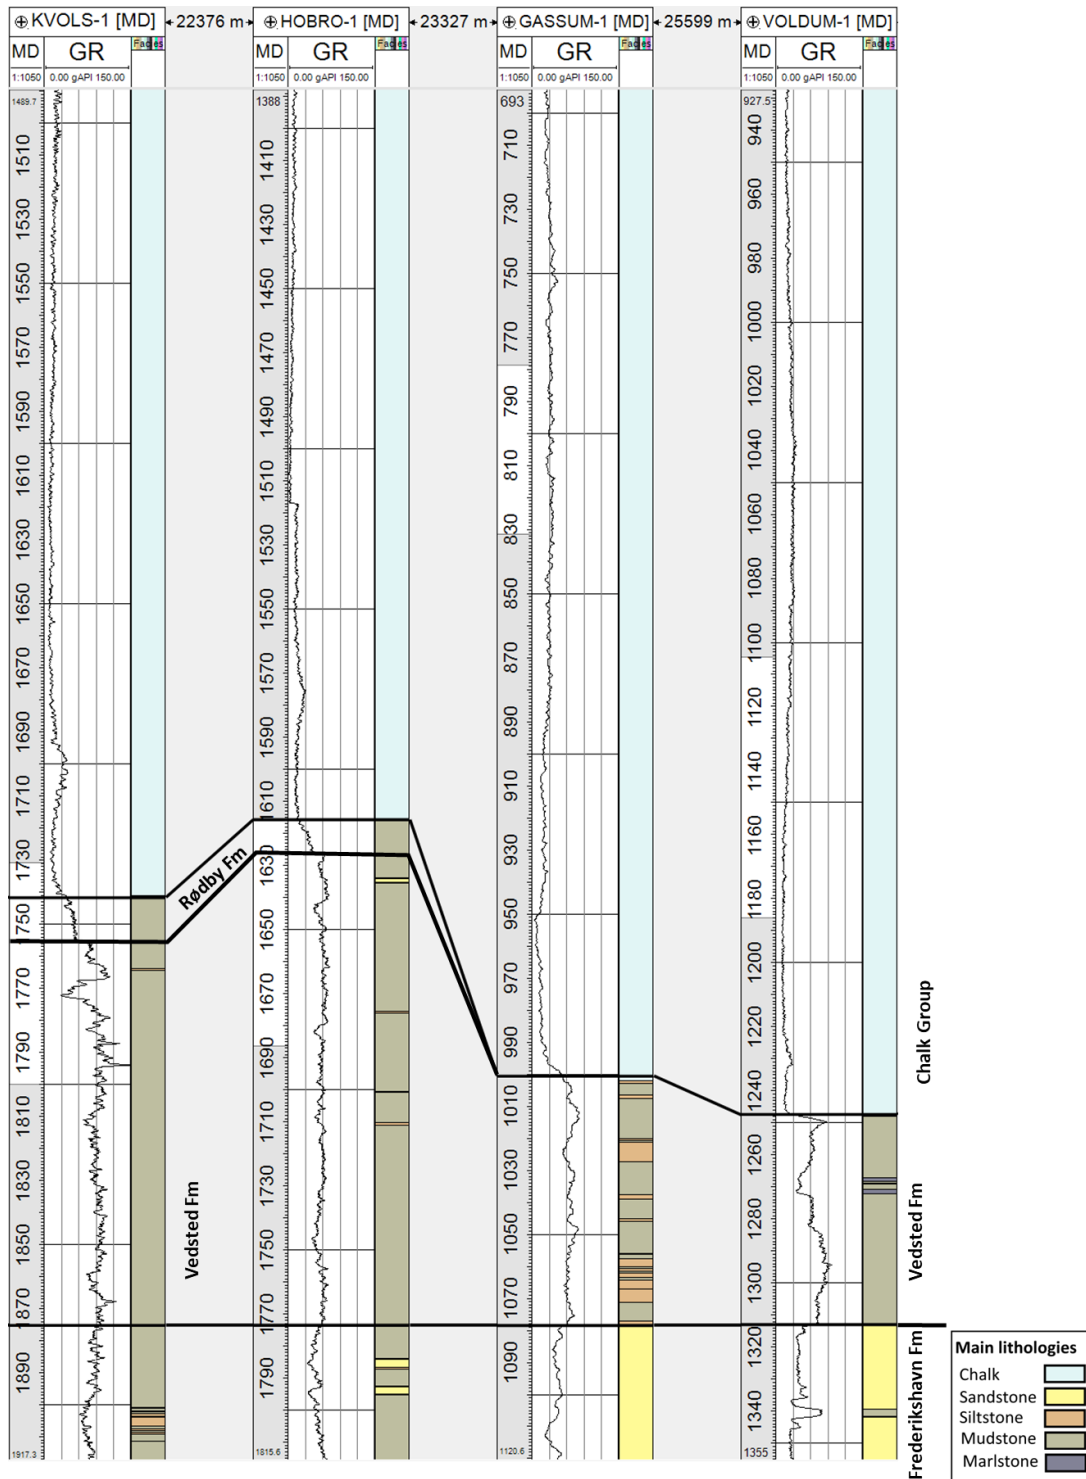 KVOLS-1 [MD]
22376 m
HOBRO-1 [MD]
23327 m
GASSUM-1 [MD]
25599 m
VOLDUM-1 [MD]
MD
GR
Facies
MD
GR
Facies
MD
GR
Facies
MD
GR
Facies
1:1050
0.00 gAPI 150.00
1:1050
0.00 gAPI 150.00
1:1050
0.00 gAPI 150.00
1:1050
0.00 gAPI 150.00
1489.7
1510
1530
1550
1570
1590
1610
1630
1650
1670
1690
1710
1730
1750
1770
1790
1810
1830
1850
1870
1890
1917.3
Rødby Fm
Vedsted Fm
1388
1410
1430
1450
1470
1490
1510
1530
1550
1570
1590
1610
1630
1650
1670
1690
1710
1730
1750
1770
1790
1815.6
693
710
730
750
770
790
810
830
850
870
890
910
930
950
970
990
1010
1030
1050
1070
1090
1120.6
927.5
940
960
980
1000
1020
1040
1060
1080
1100
1120
1140
1160
1180
1200
1220
1240
1260
1280
1300
1320
1340
1355
Chalk Group
Vedsted Fm
Frederikshavn Fm
Main lithologies
Chalk
Sandstone
Siltstone
Mudstone
Marlstone